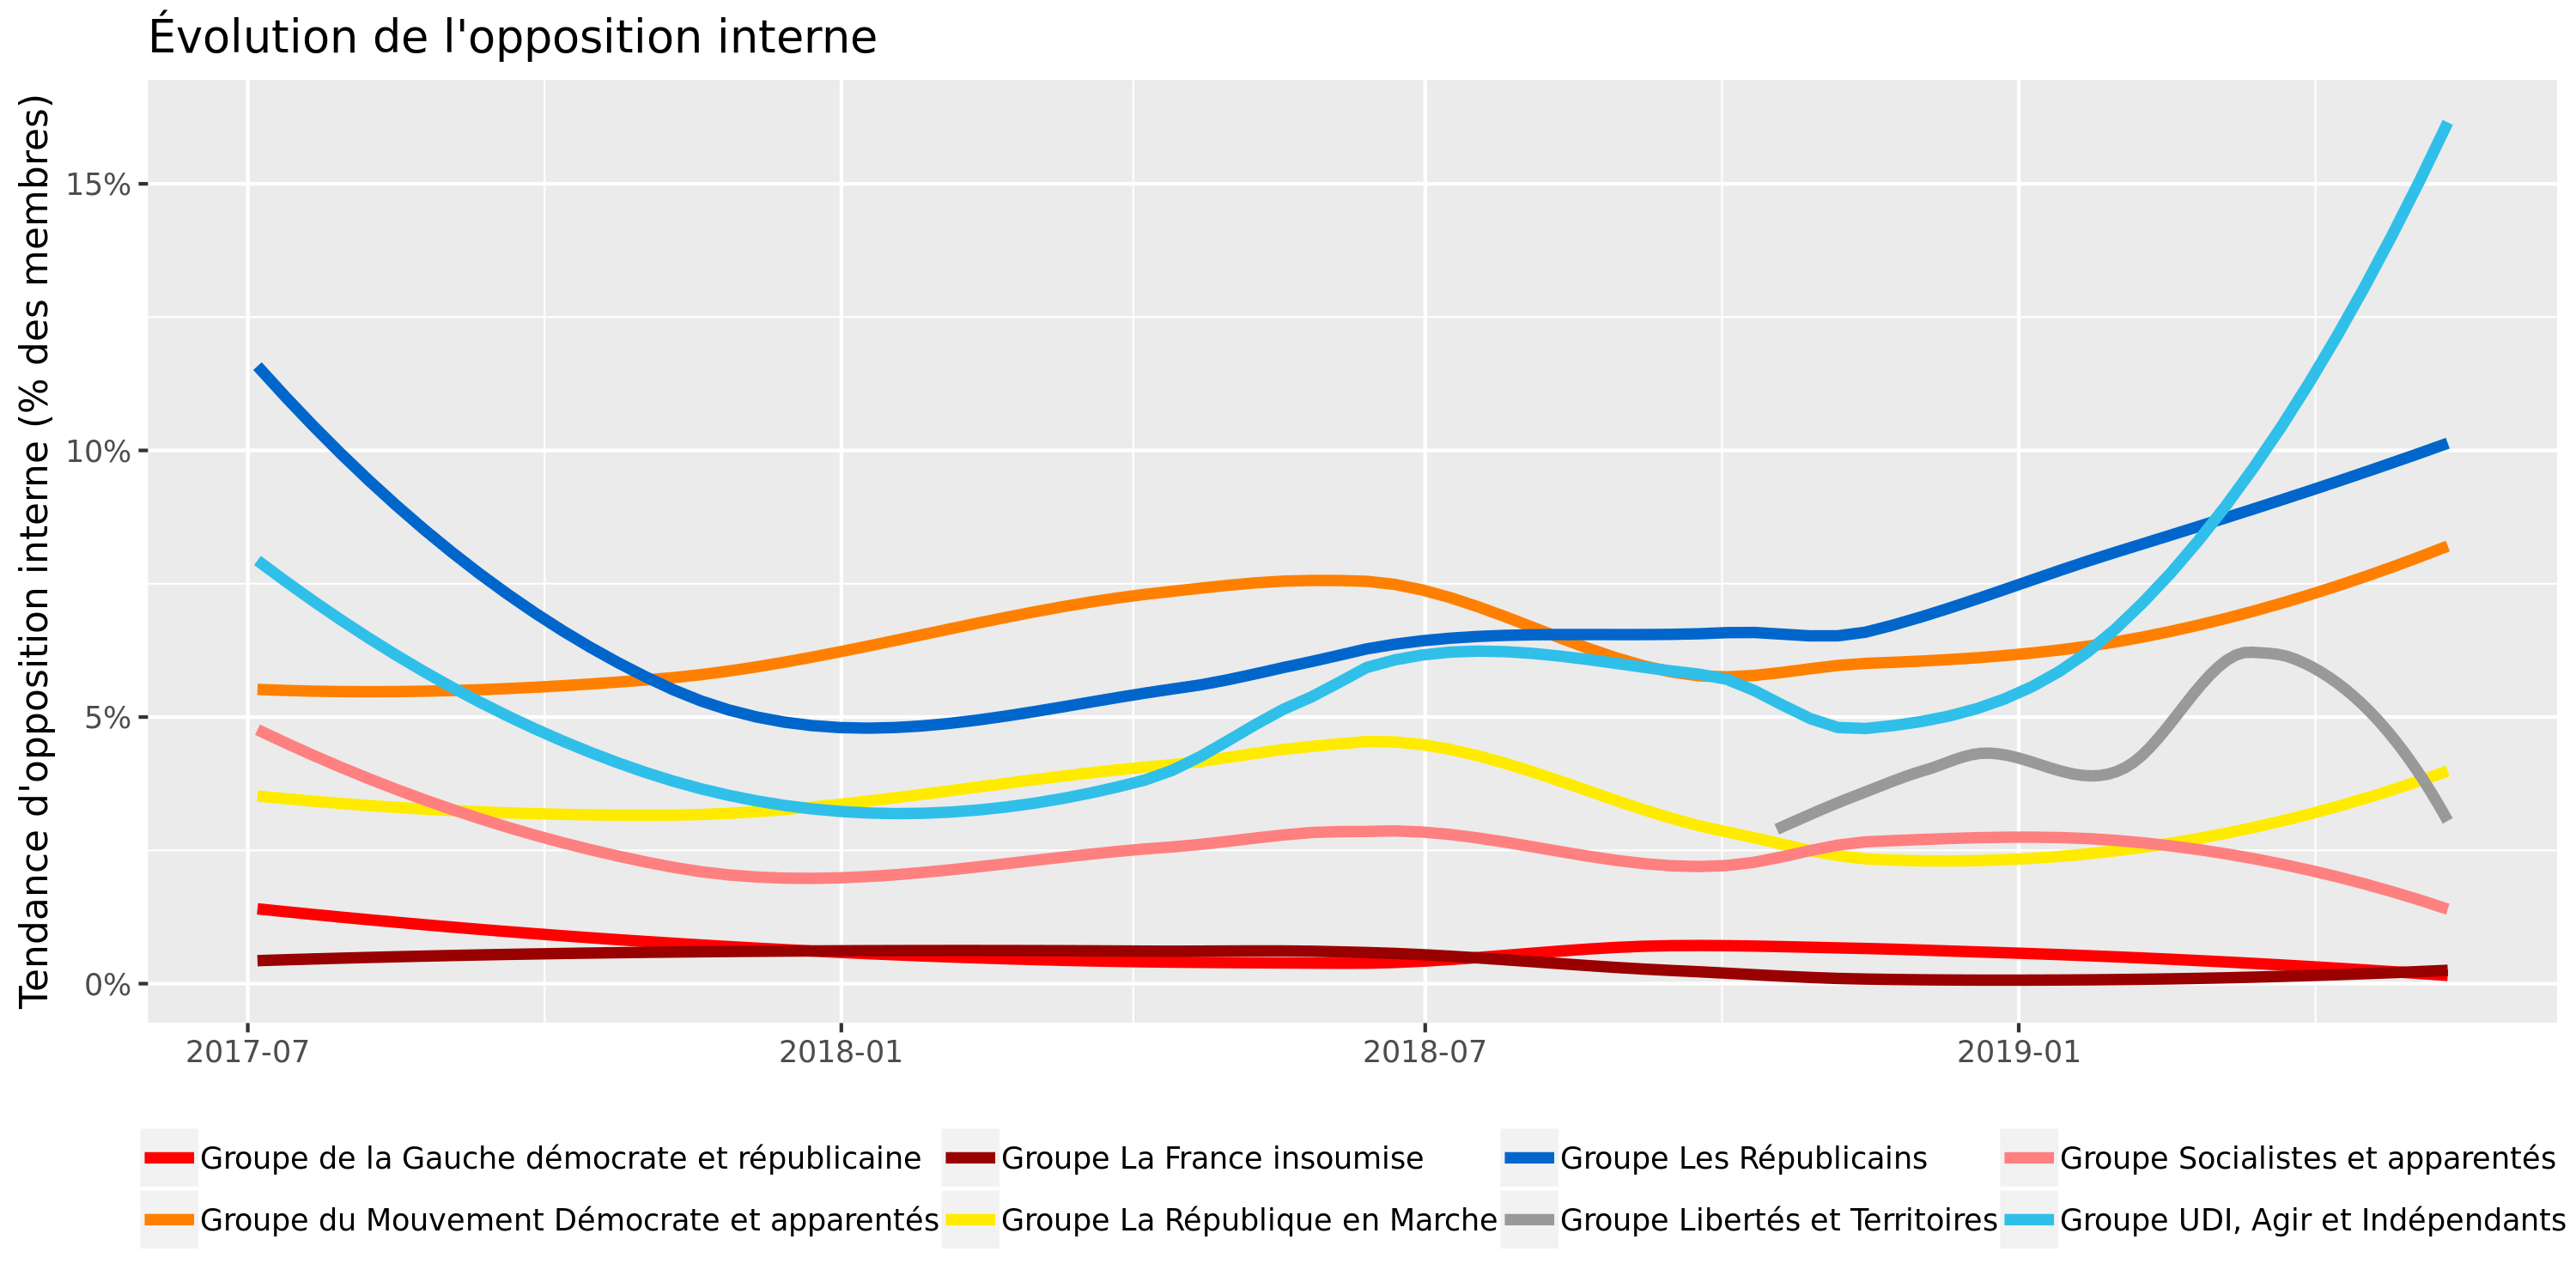 Évolution de l'opposition interne
Tendance d'opposition interne (% des membres)
15%
10%
5%
0%
2017-07 2018-01 2018-07 2019-01
Groupe de la Gauche démocrate et républicaine Groupe La France insoumise Groupe Les Républicains Groupe Socialistes et apparentés
Groupe du Mouvement Démocrate et apparentés Groupe La République en Marche Groupe Libertés et Territoires Groupe UDI, Agir et Indépendants